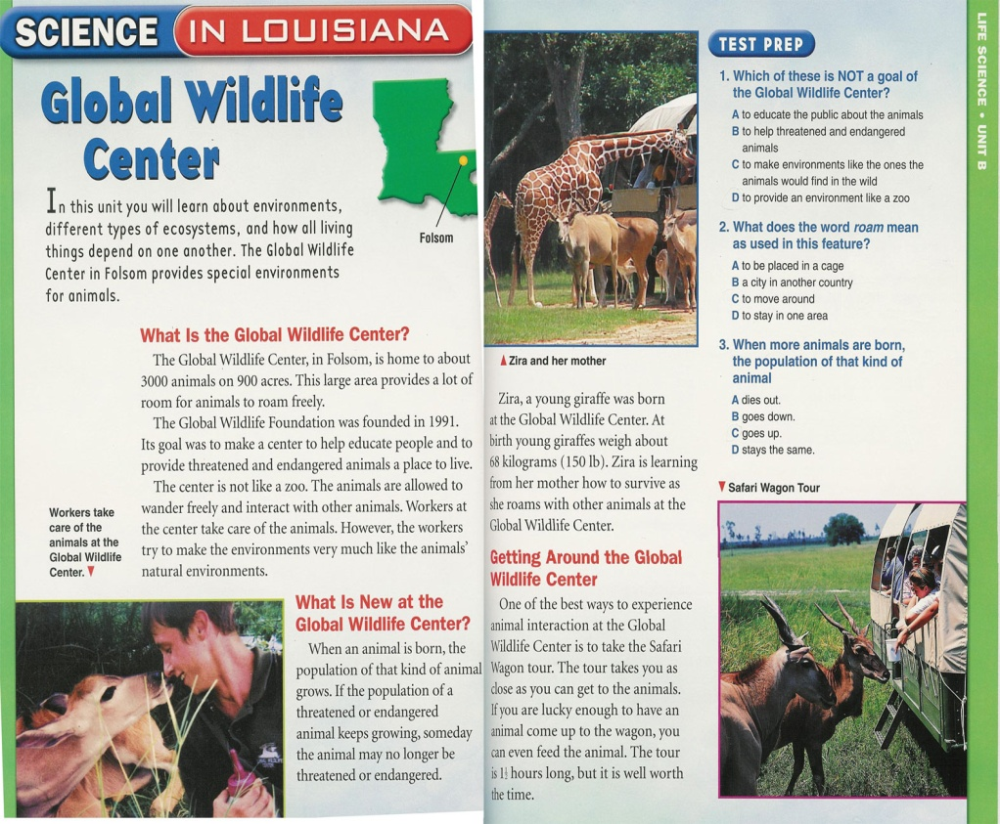 SCIENCE IN LOUISIANA
Global Wildlife
Center
In this unit you will learn about environments,
different types of ecosystems, and how all living
things depend on one another. The Global Wildlife
Center in Folsom provides special environments
for animals.
Folsom
What Is the Global Wildlife Center?
The Global Wildlife Center, in Folsom, is home to about
3000 animals on 900 acres. This large area provides a lot of
room for animals to roam freely.
The Global Wildlife Foundation was founded in 1991.
Its goal was to make a center to help educate people and to
provide threatened and endangered animals a place to live.
The center is not like a zoo. The animals are allowed to
wander freely and interact with other animals. Workers at
the center take care of the animals. However, the workers
try to make the environments very much like the animals'
natural environments.
Workers take
care of the
animals at the
Global Wildlife
Center.
What Is New at the
Global Wildlife Center?
When an animal is born, the
population of that kind of animal
grows. If the population of a
threatened or endangered
animal keeps growing, someday
the animal may no longer be
threatened or endangered.
Zira and her mother
Zira, a young giraffe was born
at the Global Wildlife Center. At
birth young giraffes weigh about
68 kilograms (150 lb). Zira is learning
from her mother how to survive as
she roams with other animals at the
Global Wildlife Center.
Getting Around the Global
Wildlife Center
One of the best ways to experience
animal interaction at the Global
Wildlife Center is to take the Safari
Wagon tour. The tour takes you as
close as you can get to the animals.
If you are lucky enough to have an
animal come up to the wagon, you
can even feed the animal. The tour
is 1½ hours long, but it is well worth
the time.
TEST PREP
1. Which of these is NOT a goal of
the Global Wildlife Center?
A to educate the public about the animals
B to help threatened and endangered
animals
C to make environments like the ones the
animals would find in the wild
D to provide an environment like a zoo
2. What does the word roam mean
as used in this feature?
A to be placed in a cage
B a city in another country
C to move around
D to stay in one area
3. When more animals are born,
the population of that kind of
animal
A dies out.
B goes down.
C goes up.
D stays the same.
Safari Wagon Tour
LIFE SCIENCE • UNIT B